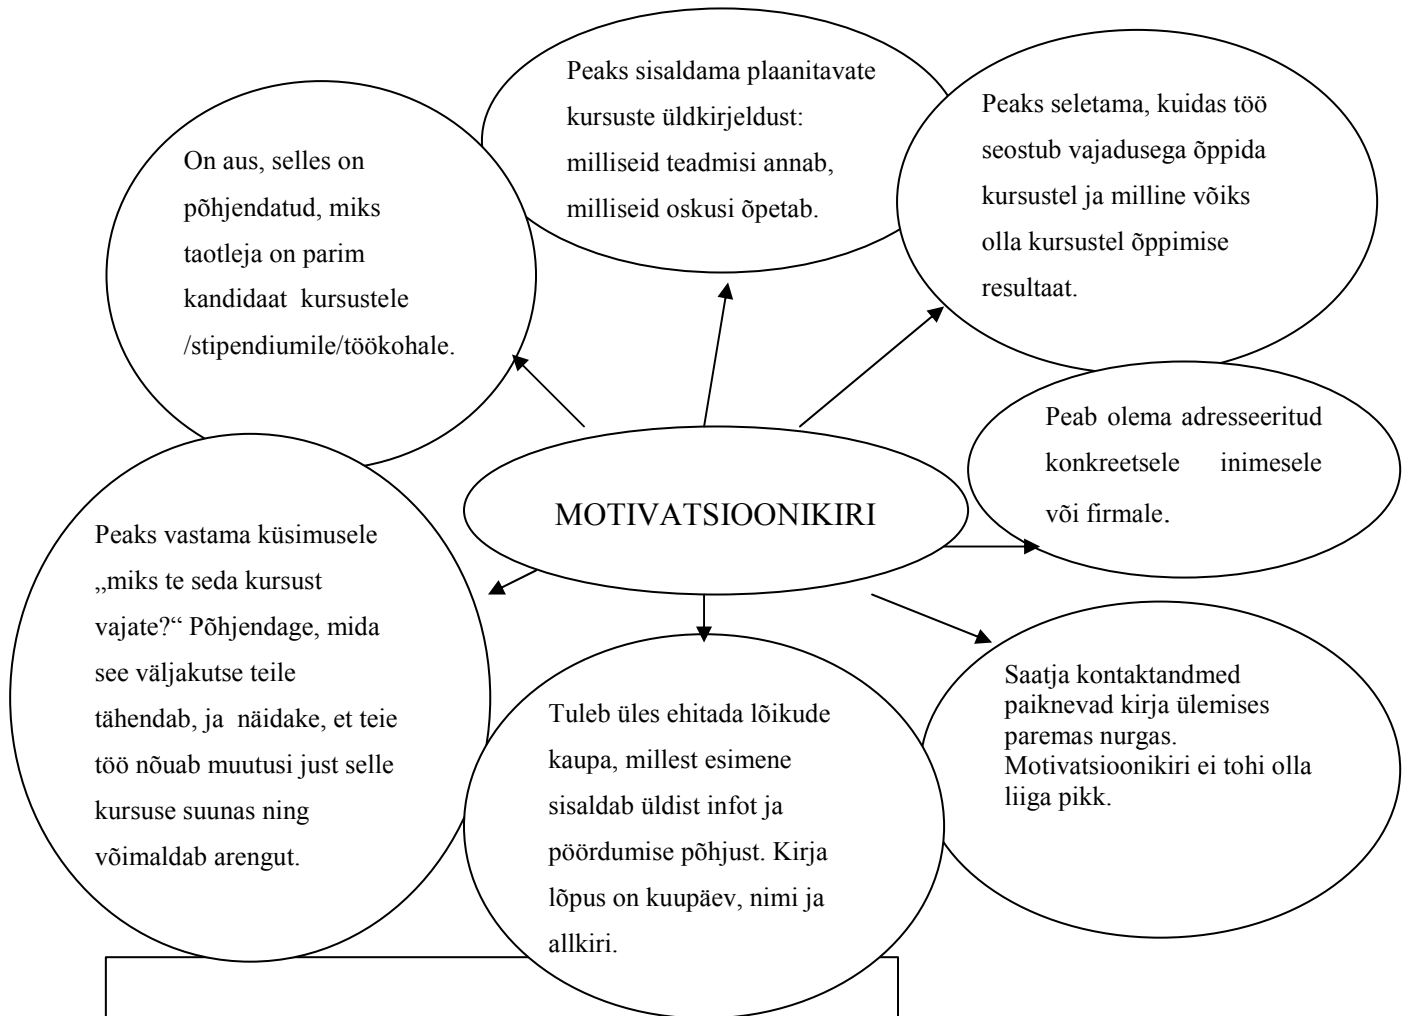 Peaks sisaldama plaanitavate
kursuste üldkirjeldust:
milliseid teadmisi annab,
milliseid oskusi õpetab.
Peaks seletama, kuidas töö
seostub vajadusega õppida
kursustel ja milline võiks
olla kursustel õppimise
resultaat.
On aus, selles on
põhjendatud, miks
taotleja on parim
kandidaat kursustele
/stipendiumile/töökohale.
Peab olema adresseeritud
konkreetsele inimesele
või firmale.
MOTIVATSIOONIKIRI
Peaks vastama küsimusele
„miks te seda kursust
vajate?“ Põhjendage, mida
see väljakutse teile
tähendab, ja näidake, et teie
töö nõuab muutusi just selle
kursuse suunas ning
võimaldab arengut.
Tuleb üles ehitada lõikude
kaupa, millest esimene
sisaldab üldist infot ja
pöördumise põhjust. Kirja
lõpus on kuupäev, nimi ja
allkiri.
Saatja kontaktandmed
paiknevad kirja ülemises
paremas nurgas.
Motivatsioonikiri ei tohi olla
liiga pikk.